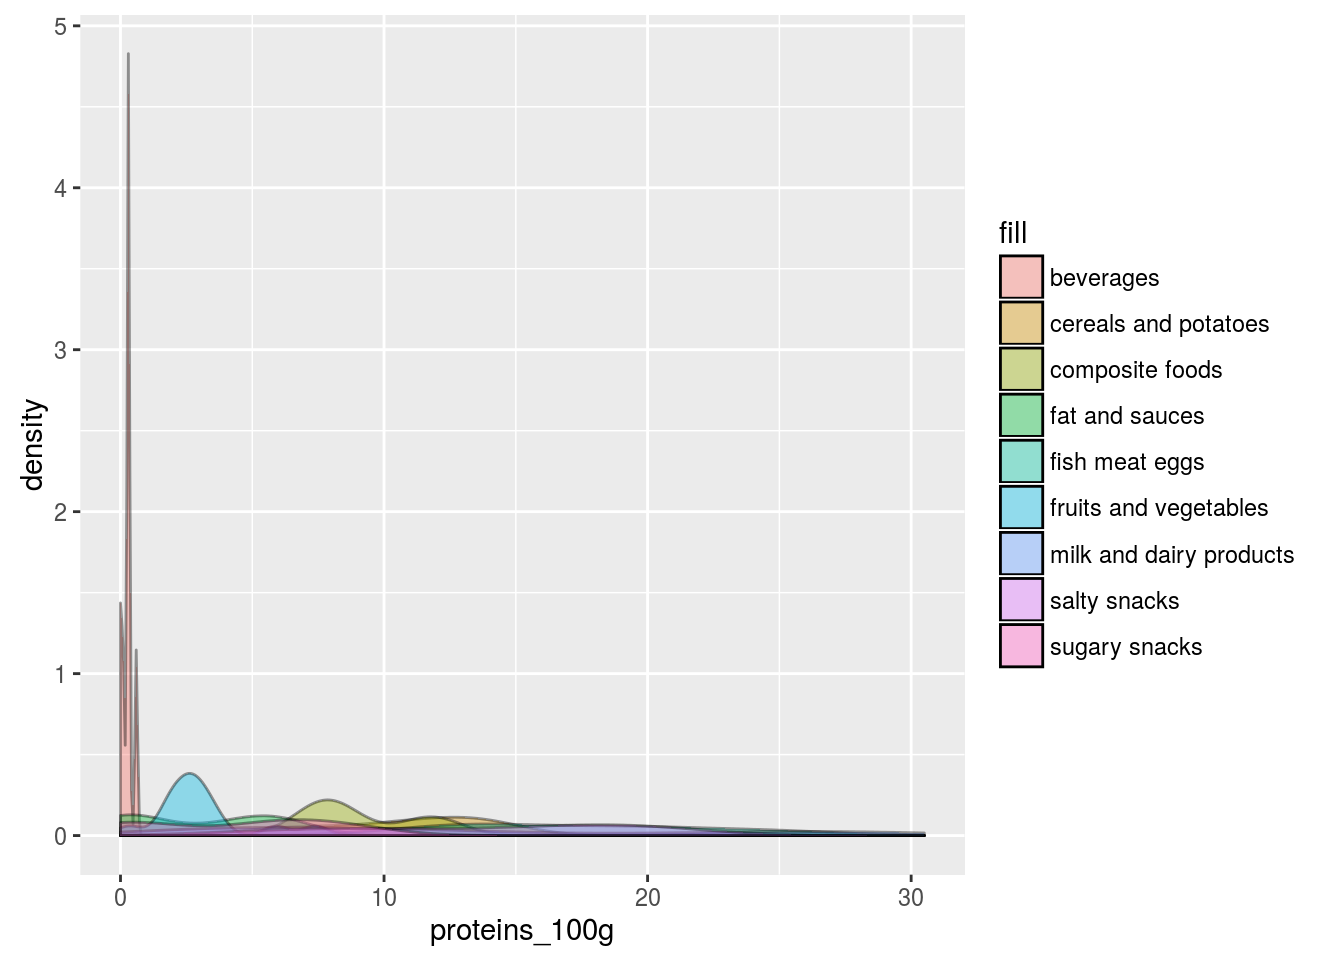 5
4
3
2
1
0
density
0 10 20 30
proteins_100g
fill
beverages
cereals and potatoes
composite foods
fat and sauces
fish meat eggs
fruits and vegetables
milk and dairy products
salty snacks
sugary snacks